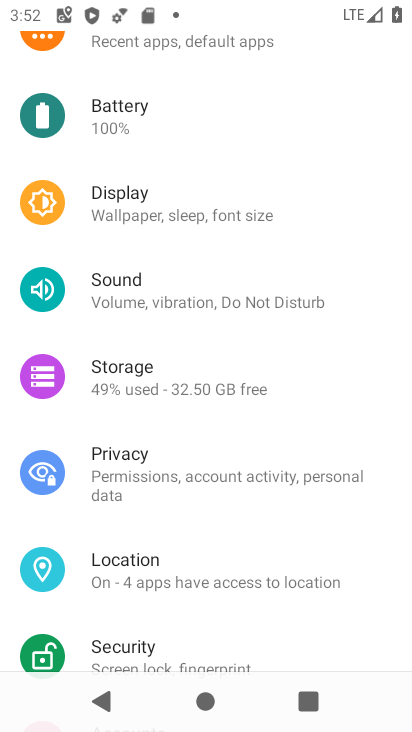 3:52
LTE
Recent apps, default apps
Battery
100%
Display
Wallpaper, sleep, font size
Sound
Volume, vibration, Do Not Disturb
Storage
49% used - 32.50 GB free
Privacy
Permissions, account activity, personal
data
Location
On - 4 apps have access to location
Security
Screen lock, fingerprint